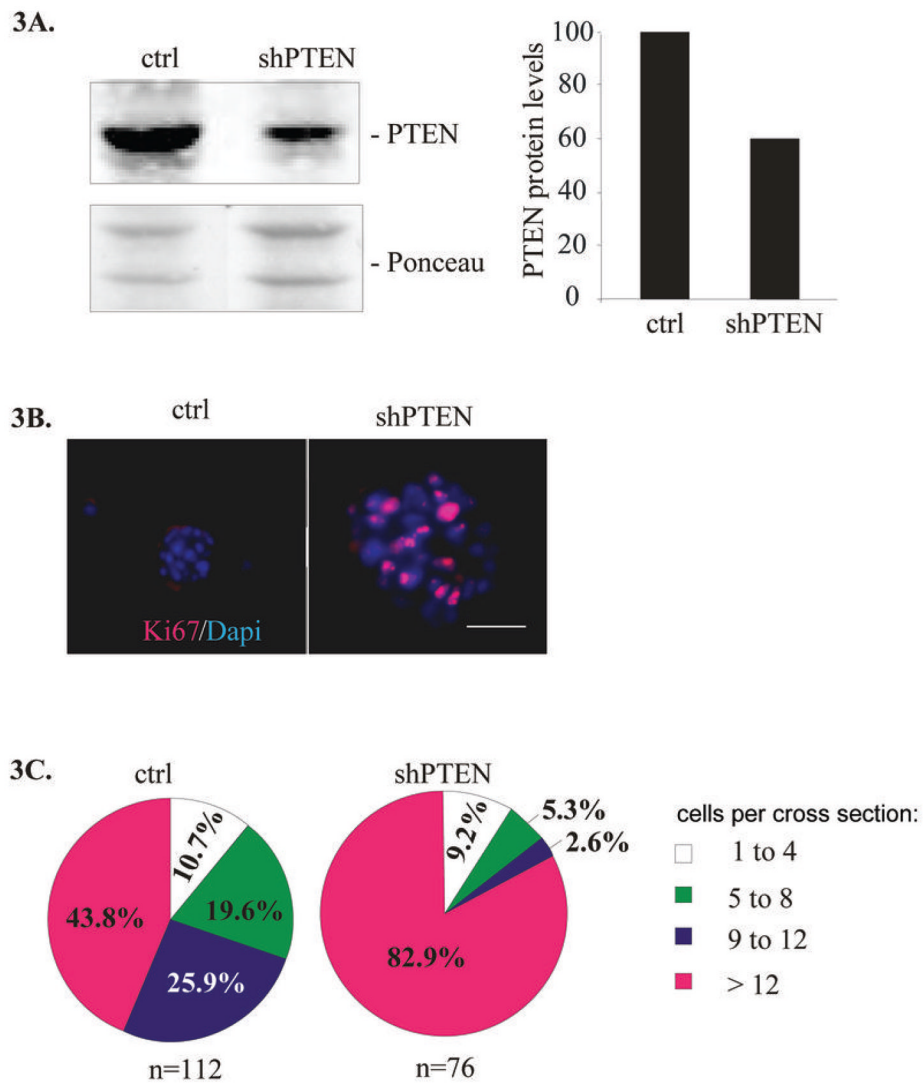 3A.
ctrl shPTEN
- PTEN
- Ponceau
PTEN protein levels
100
80
60
40
20
0
ctrl shPTEN
3B.
ctrl shPTEN
Ki67/Dapi
3C.
ctrl shPTEN
10.7%
19.6%
25.9%
43.8%
n=112
9.2%
5.3%
2.6%
82.9%
n=76
cells per cross section:
1 to 4
5 to 8
9 to 12
> 12